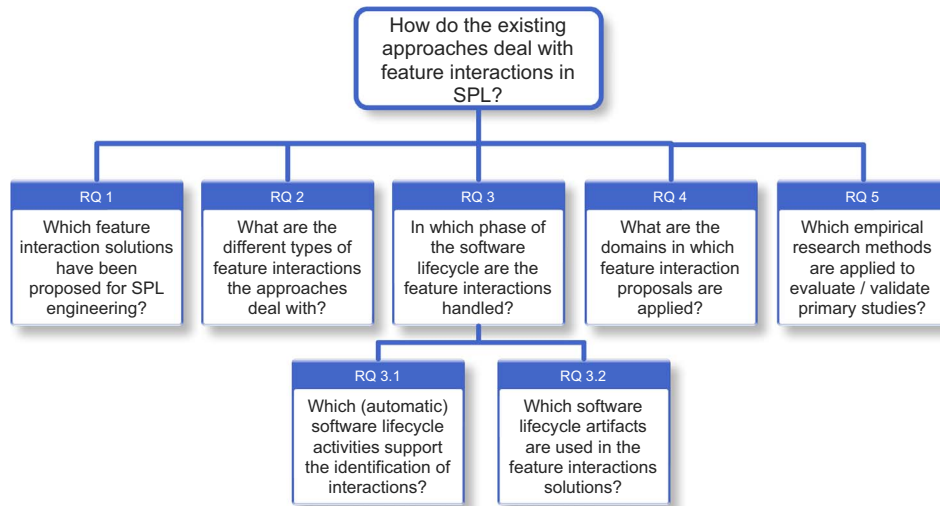 How do the existing
approaches deal with
feature interactions in
SPL?
RQ 1
Which feature
interaction solutions
have been
proposed for SPL
engineering?
RQ 2
What are the
different types of
feature interactions
the approaches
deal with?
RQ 3
In which phase of
the software
lifecycle are the
feature interactions
handled?
RQ 4
What are the
domains in which
feature interaction
proposals are
applied?
RQ 5
Which empirical
research methods
are applied to
evaluate / validate
primary studies?
RQ 3.1
Which (automatic)
software lifecycle
activities support
the identification of
interactions?
RQ 3.2
Which software
lifecycle artifacts
are used in the
feature interactions
solutions?